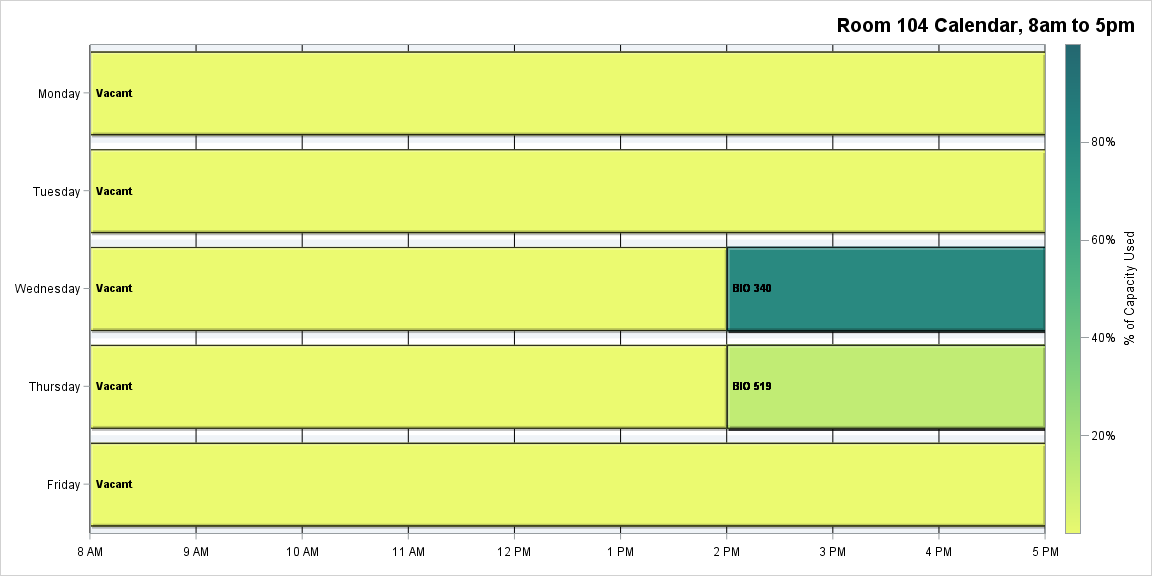 Room 104 Calendar, 8am to 5pm
Monday
Vacant
Tuesday
Vacant
Wednesday
Vacant
BIO 340
Thursday
Vacant
BIO 519
Friday
Vacant
8 AM
9 AM
10 AM
11 AM
12 PM
1 PM
2 PM
3 PM
4 PM
5 PM
80%
60%
40%
20%
% of Capacity Used